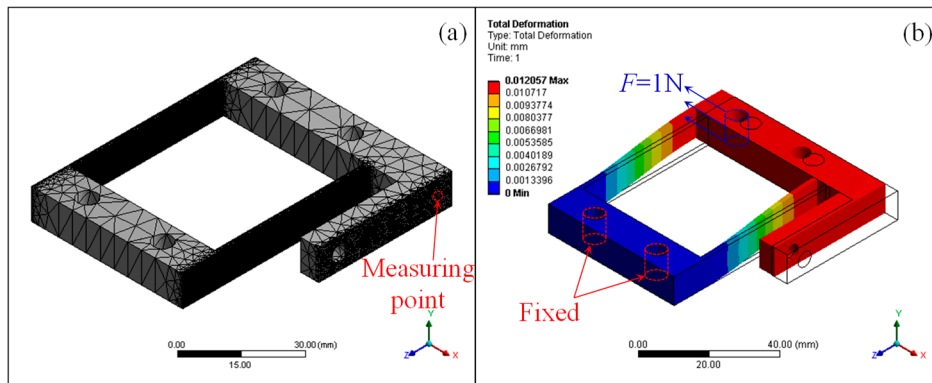 (a)
Measuring
point
0.00
30.00 (mm)
15.00
Y
Z
X
Total Deformation
Type: Total Deformation
Unit: mm
Time: 1
0.012057 Max
0.010717
0.0093774
0.0080377
0.0066981
0.0053585
0.0040189
0.0026792
0.0013396
0 Min
(b)
F=1N
Fixed
0.00
40.00 (mm)
20.00
Y
Z
X